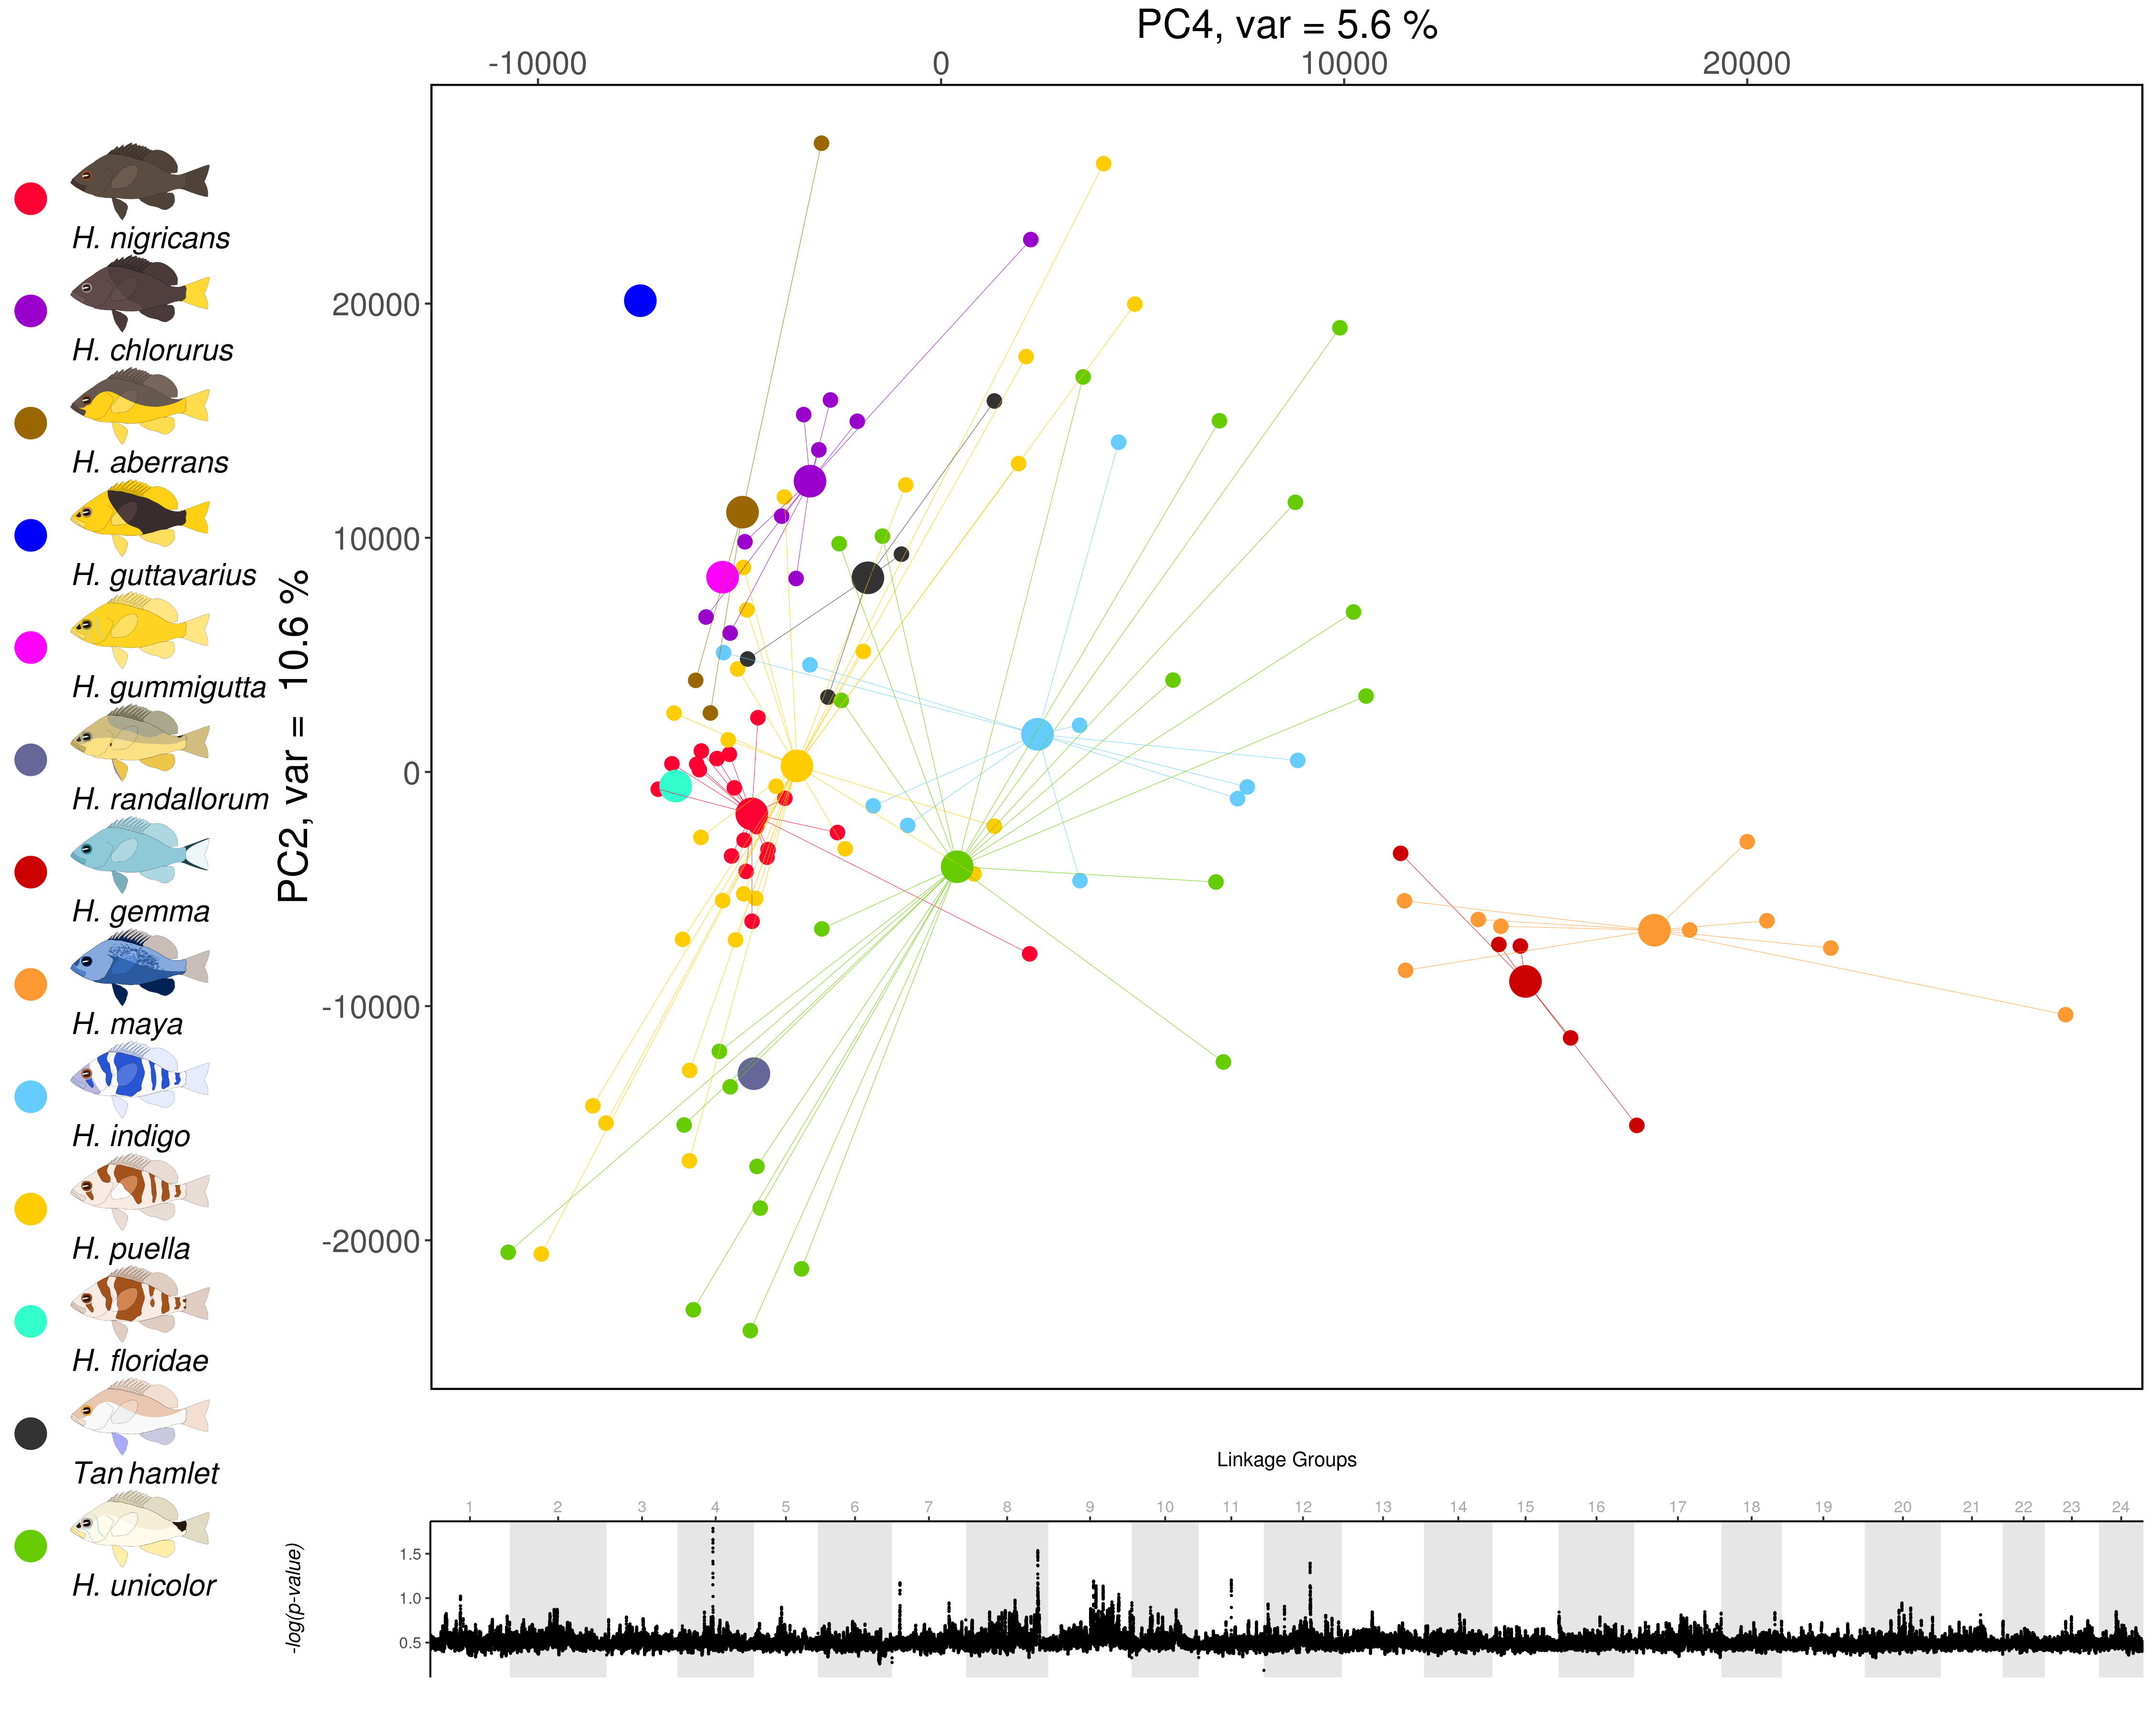 PC4, var = 5.6 %
-10000 0 10000 20000
H. nigricans
H. chlorurus
H. aberrans
H. guttavarius
H. gummigutta
H. randallorum
H. gemma
H. maya
H. indigo
H. puella
H. floridae
Tan hamlet
H. unicolor
PC2, var = 10.6 %
20000
10000
0
-10000
-20000
Linkage Groups
1 2 3 4 5 6 7 8 9 10 11 12 13 14 15 16 17 18 19 20 21 22 23 24
-log(p-value)
1.5
1.0
0.5